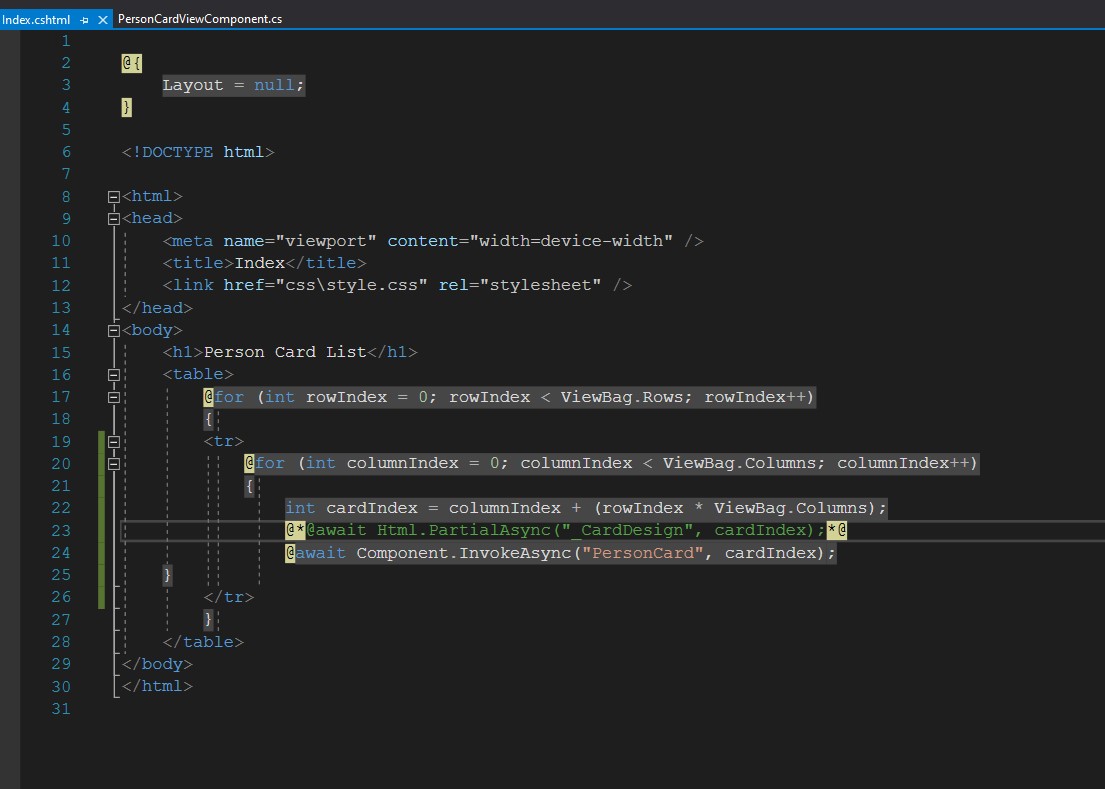 Index.cshtml PersonCardViewComponent.cs
1
2 @{
3 Layout = null;
4 }
5
6 <!DOCTYPE html>
7
8 <html>
9 <head>
10 <meta name="viewport" content="width=device-width" />
11 <title>Index</title>
12 <link href="css\style.css" rel="stylesheet" />
13 </head>
14 <body>
15 <h1>Person Card List</h1>
16 <table>
17 @for (int rowIndex = 0; rowIndex < ViewBag.Rows; rowIndex++)
18 {
19 <tr>
20 @for (int columnIndex = 0; columnIndex < ViewBag.Columns; columnIndex++)
21 {
22 int cardIndex = columnIndex + (rowIndex * ViewBag.Columns);
23 @*@await Html.PartialAsync("_CardDesign", cardIndex);*@
24 @await Component.InvokeAsync("PersonCard", cardIndex);
25 }
26 </tr>
27 }
28 </table>
29 </body>
30 </html>
31